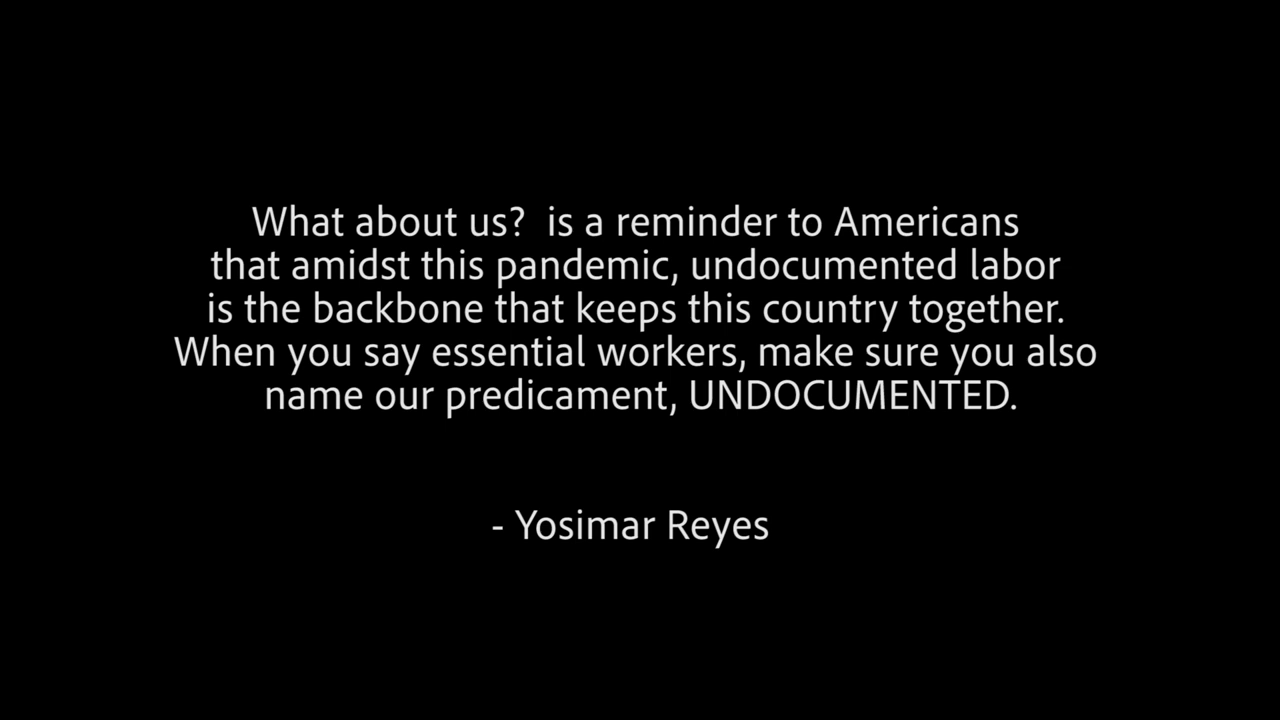 What about us?  is a reminder to Americans
that amidst this pandemic, undocumented labor
is the backbone that keeps this country together.
When you say essential workers, make sure you also
name our predicament, UNDOCUMENTED.
- Yosimar Reyes